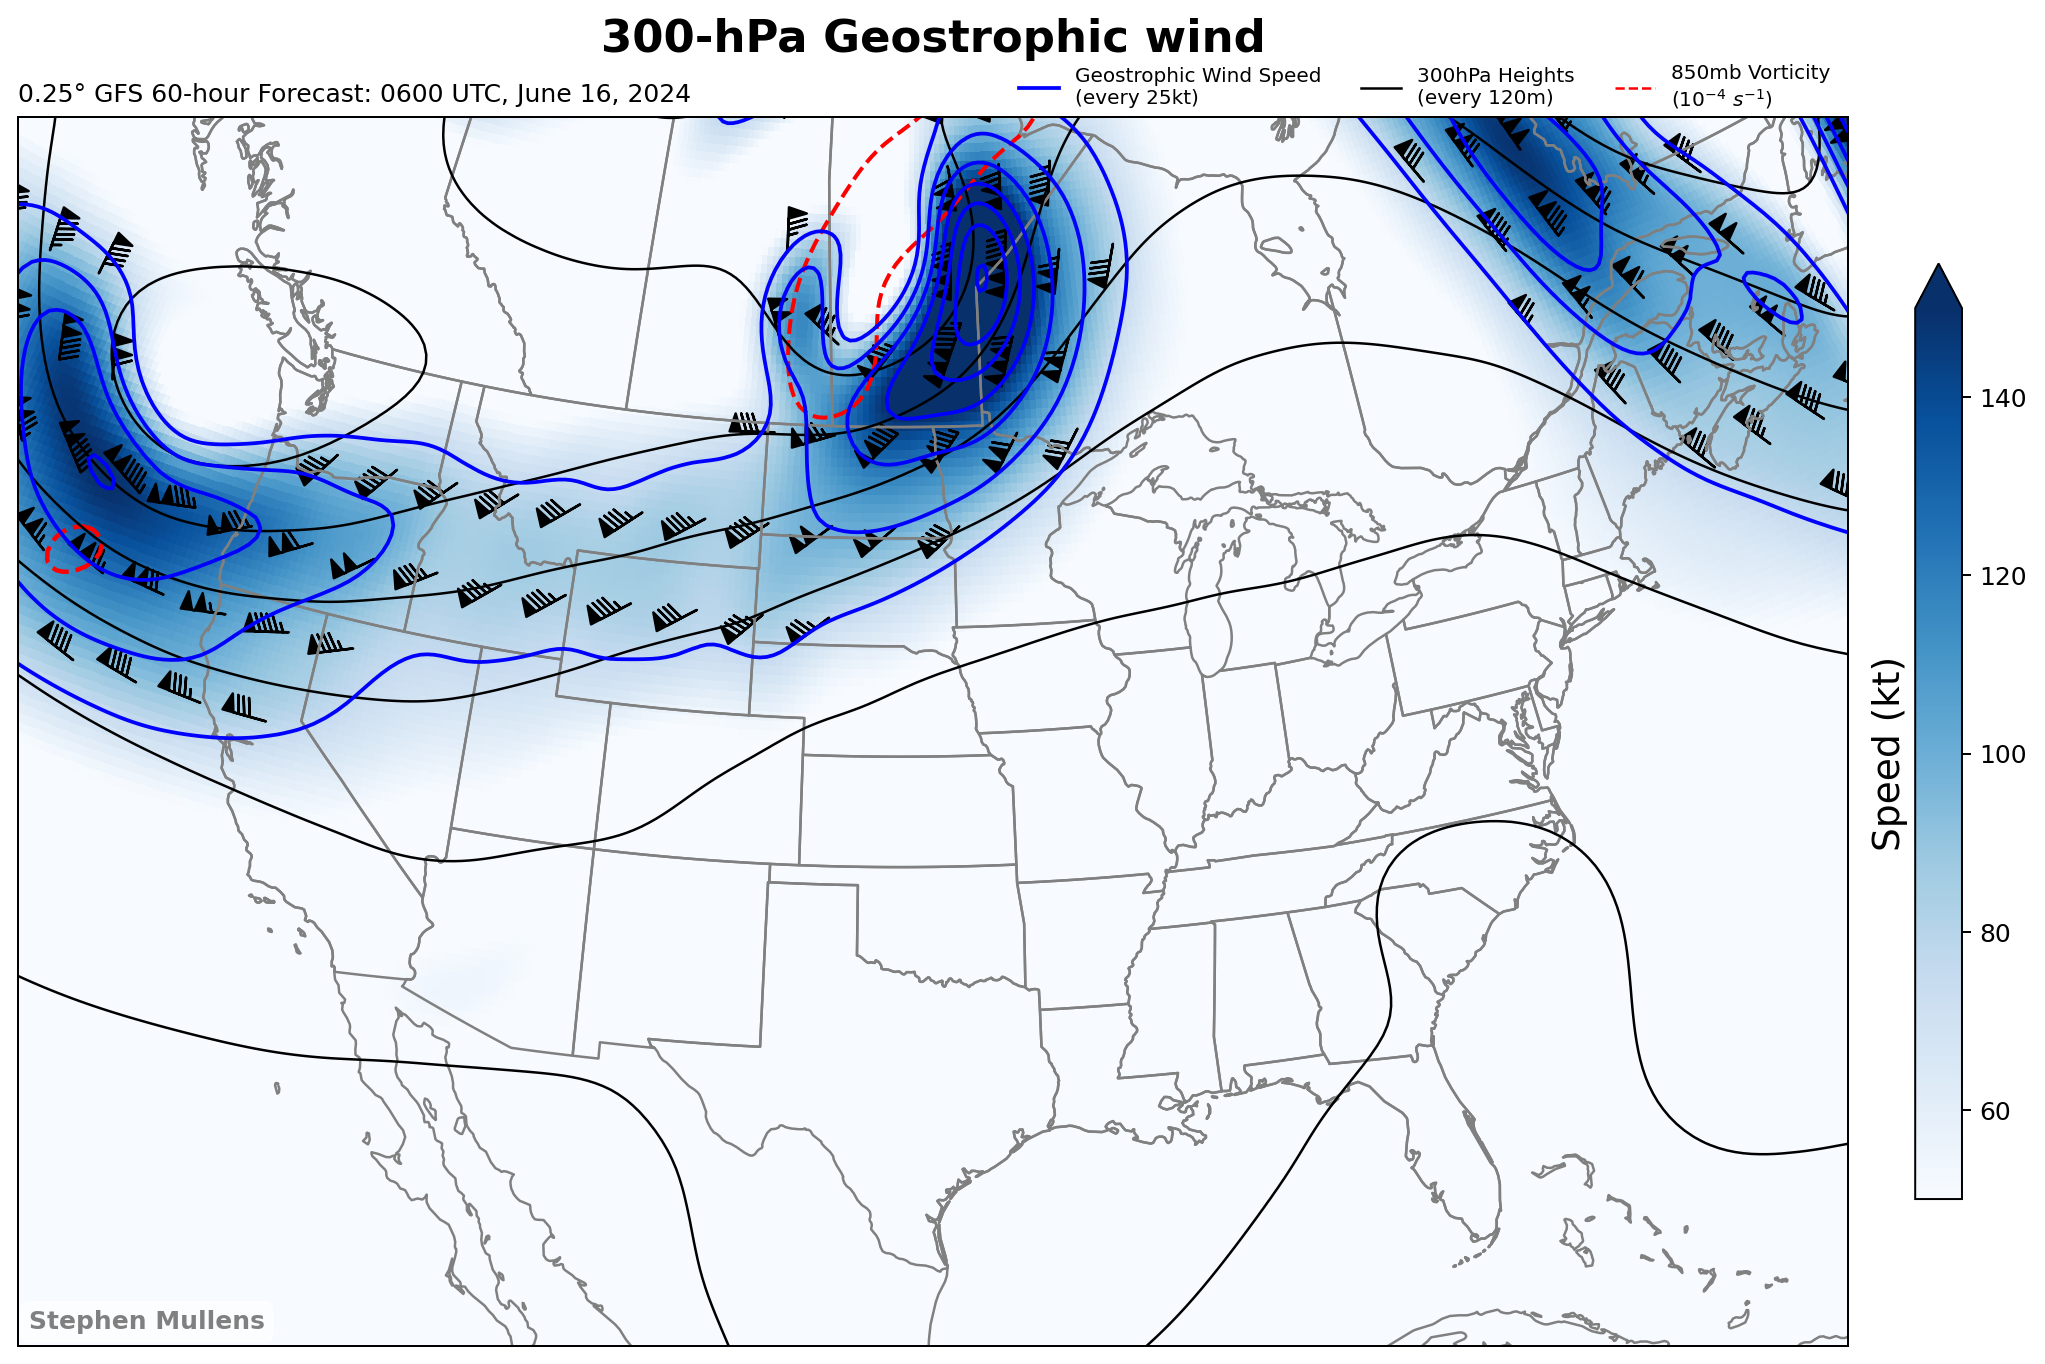 300-hPa Geostrophic wind
0.25° GFS 60-hour Forecast: 0600 UTC, June 16, 2024
Geostrophic Wind Speed
(every 25kt)
300hPa Heights
(every 120m)
850mb Vorticity
(10⁻⁴ s⁻¹)
140
120
100
80
60
Speed (kt)
Stephen Mullens